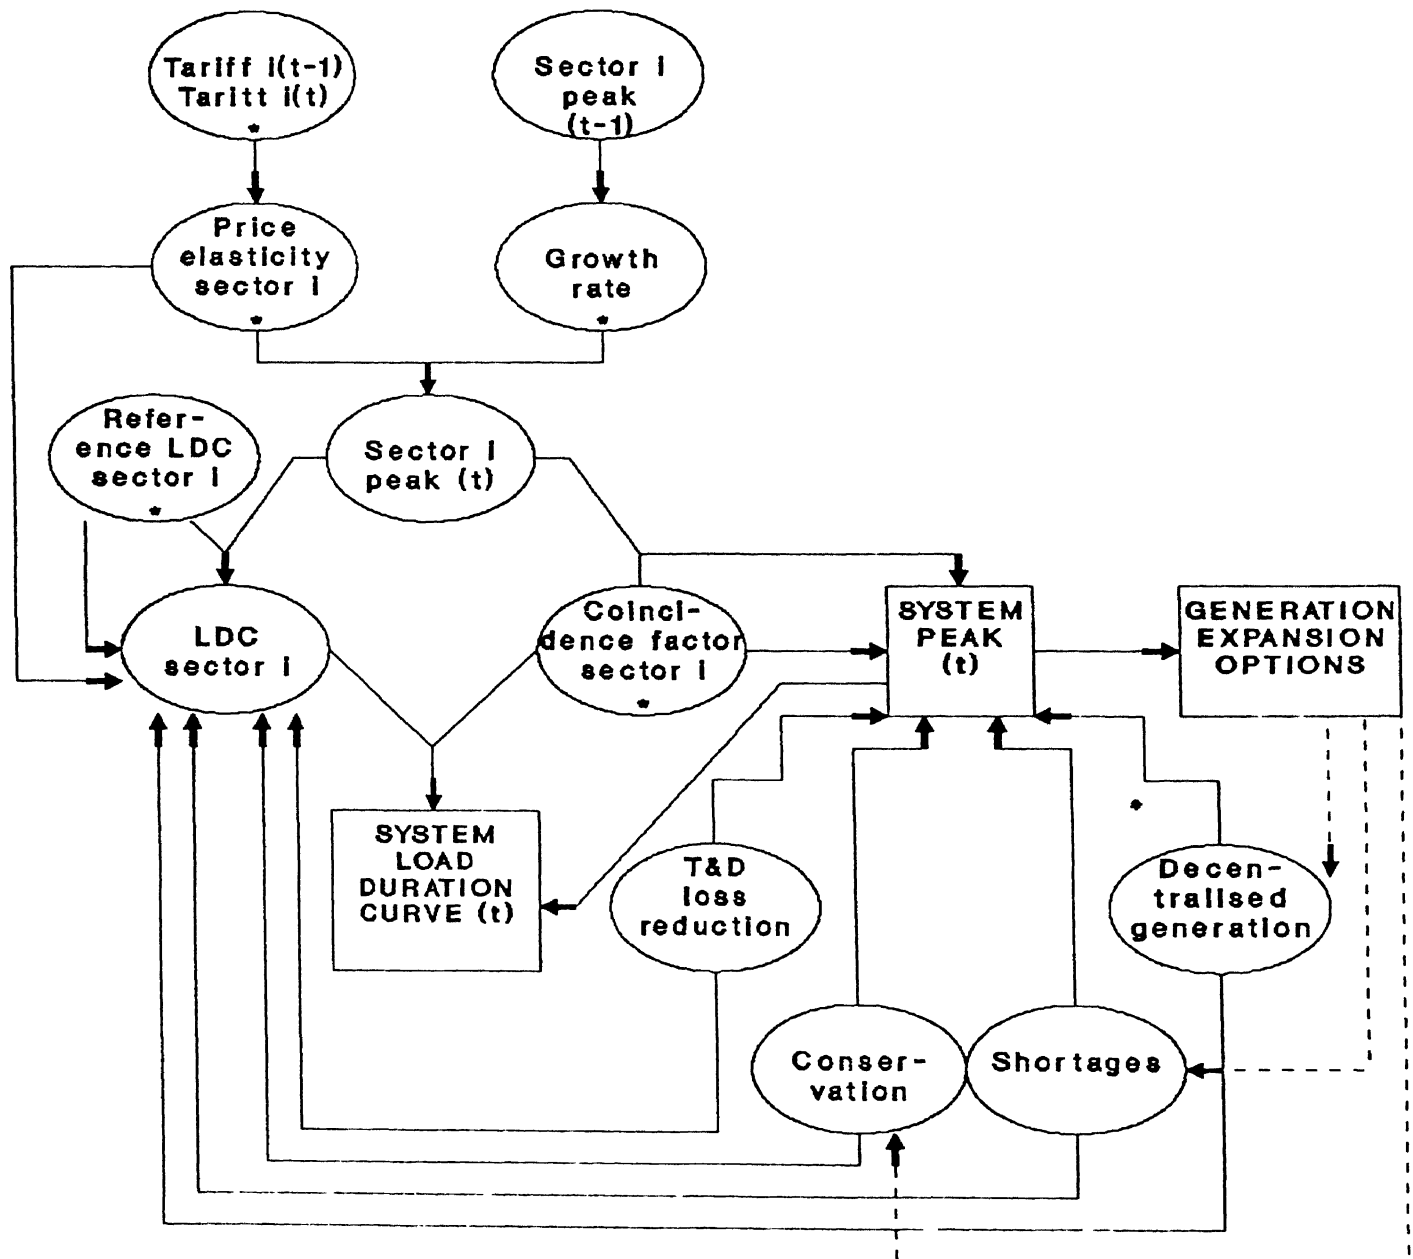 Tariff i(t-1)
Taritt i(t)
*
Sector i
peak
(t-1)
Price
elasticity
sector i
*
Growth
rate
*
Refer-
ence LDC
sector i
*
Sector i
peak (t)
LDC
sector i
Coinci-
dence factor
sector i
*
SYSTEM
PEAK
(t)
GENERATION
EXPANSION
OPTIONS
SYSTEM
LOAD
DURATION
CURVE (t)
T&D
loss
reduction
Decen-
tralised
generation
Conser-
vation
Shortages